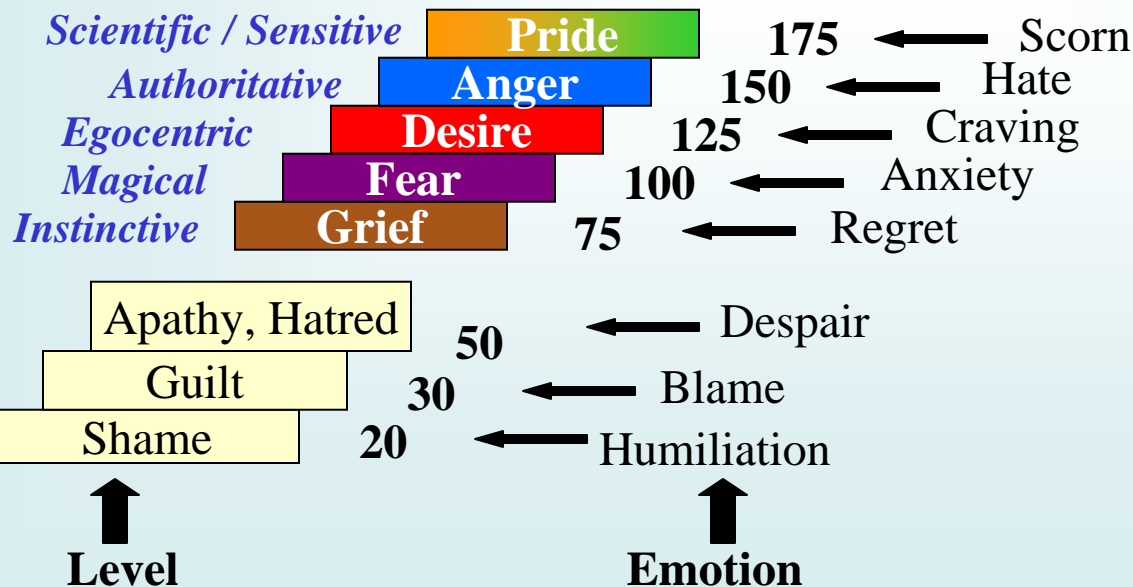 Scientific / Sensitive Pride 175 Scorn
Authoritative Anger 150 Hate
Egocentric Desire 125 Craving
Magical Fear 100 Anxiety
Instinctive Grief 75 Regret
Apathy, Hatred 50 Despair
Guilt 30 Blame
Shame 20 Humiliation
Level Emotion